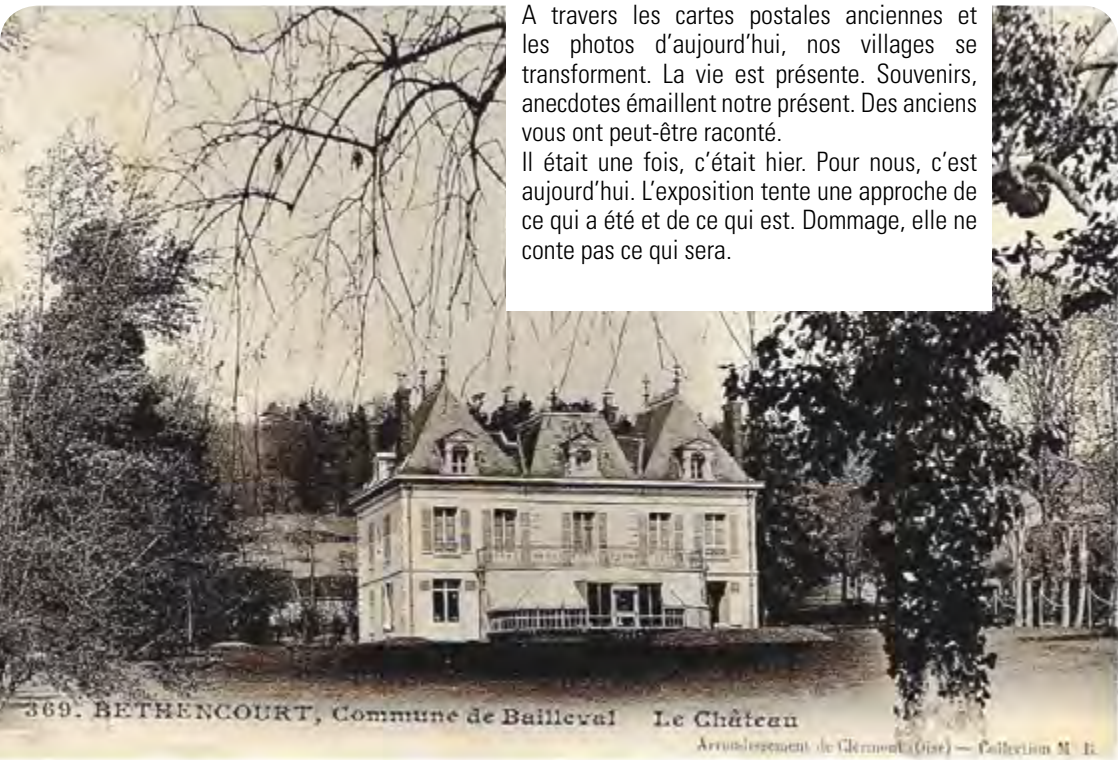 A travers les cartes postales anciennes et
les photos d'aujourd'hui, nos villages se
transforment. La vie est présente. Souvenirs,
anecdotes émaillent notre présent. Des anciens
vous ont peut-être raconté.
Il était une fois, c'était hier. Pour nous, c'est
aujourd'hui. L'exposition tente une approche de
ce qui a été et de ce qui est. Dommage, elle ne
conte pas ce qui sera.
369. BETHENCOURT, Commune de Bailleval Le Château
Arrondissement de Clermont (Oise) — Collection M. B.